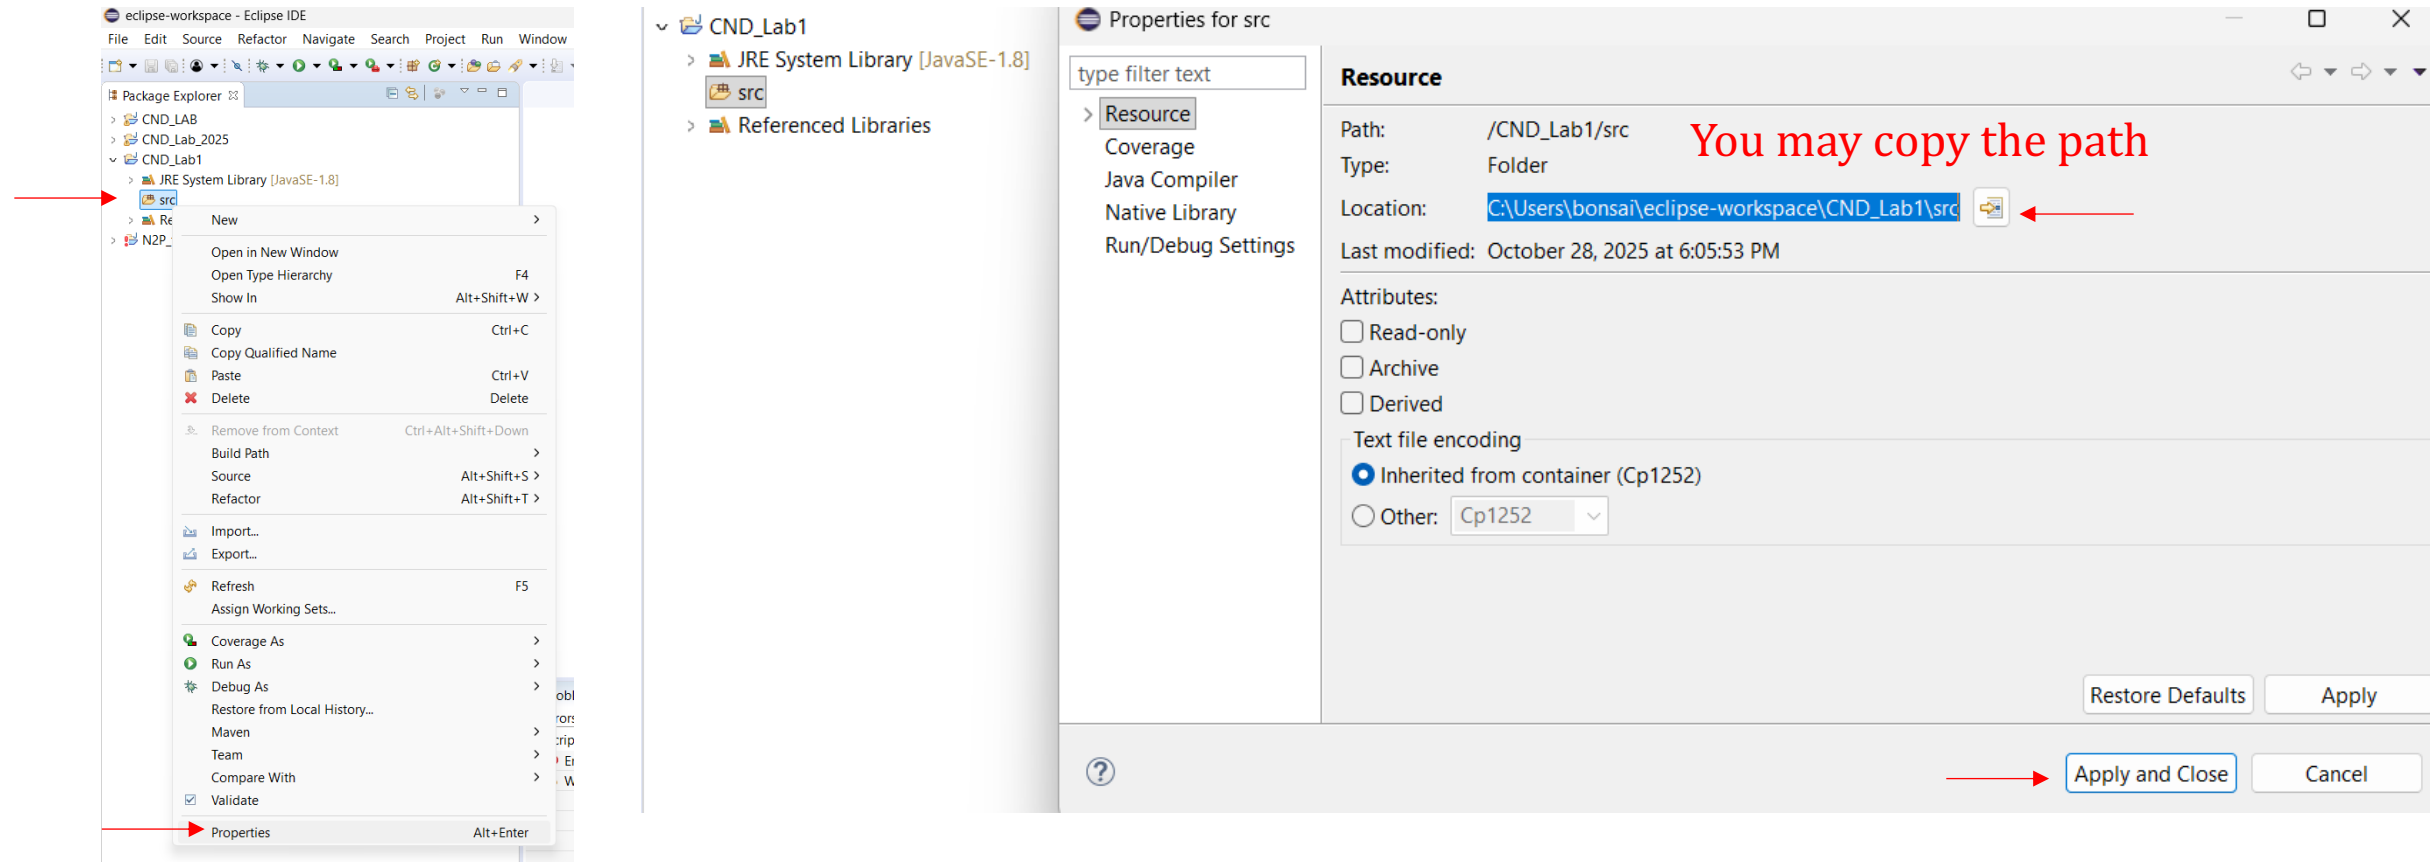 eclipse-workspace - Eclipse IDE
File Edit Source Refactor Navigate Search Project Run Window
Package Explorer
CND_LAB
CND_Lab_2025
CND_Lab1
JRE System Library [JavaSE-1.8]
src
Re
N2P_
New
Open in New Window
Open Type Hierarchy F4
Show In Alt+Shift+W >
Copy Ctrl+C
Copy Qualified Name
Paste Ctrl+V
Delete Delete
Remove from Context Ctrl+Alt+Shift+Down
Build Path
Source Alt+Shift+S >
Refactor Alt+Shift+T >
Import...
Export...
Refresh F5
Assign Working Sets...
Coverage As
Run As
Debug As
Restore from Local History...
Maven
Team
Compare With
Validate
Properties Alt+Enter
obl
rors
crip
Er
W
CND_Lab1
JRE System Library [JavaSE-1.8]
src
Referenced Libraries
Properties for src
type filter text
Resource
Coverage
Java Compiler
Native Library
Run/Debug Settings
Resource
Path: /CND_Lab1/src
You may copy the path
Type: Folder
Location: C:\Users\bonsai\eclipse-workspace\CND_Lab1\src
Last modified: October 28, 2025 at 6:05:53 PM
Attributes:
Read-only
Archive
Derived
Text file encoding
Inherited from container (Cp1252)
Other: Cp1252
Restore Defaults Apply
? Apply and Close Cancel